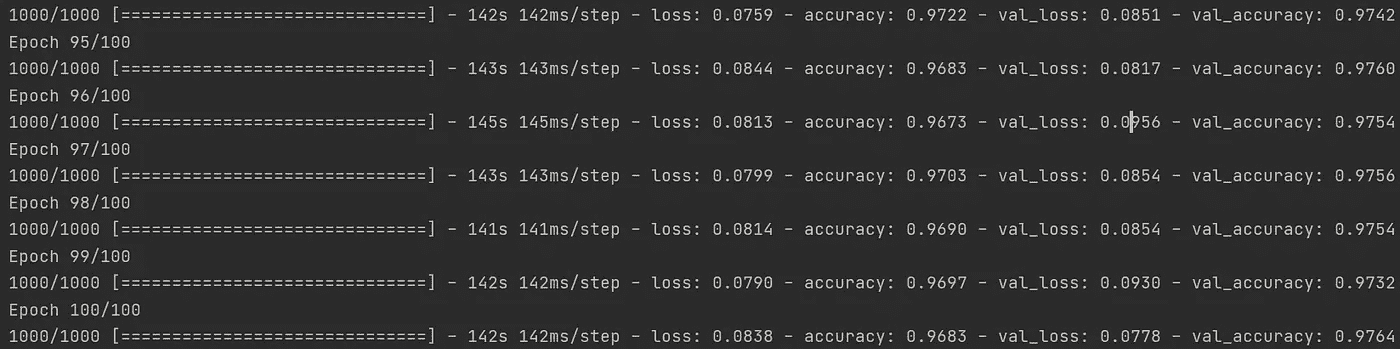 1000/1000 [==============================] - 142s 142ms/step - loss: 0.0759 - accuracy: 0.9722 - val_loss: 0.0851 - val_accuracy: 0.9742
Epoch 95/100
1000/1000 [==============================] - 143s 143ms/step - loss: 0.0844 - accuracy: 0.9683 - val_loss: 0.0817 - val_accuracy: 0.9760
Epoch 96/100
1000/1000 [==============================] - 145s 145ms/step - loss: 0.0813 - accuracy: 0.9673 - val_loss: 0.0956 - val_accuracy: 0.9754
Epoch 97/100
1000/1000 [==============================] - 143s 143ms/step - loss: 0.0799 - accuracy: 0.9703 - val_loss: 0.0854 - val_accuracy: 0.9756
Epoch 98/100
1000/1000 [==============================] - 141s 141ms/step - loss: 0.0814 - accuracy: 0.9690 - val_loss: 0.0854 - val_accuracy: 0.9754
Epoch 99/100
1000/1000 [==============================] - 142s 142ms/step - loss: 0.0790 - accuracy: 0.9697 - val_loss: 0.0930 - val_accuracy: 0.9732
Epoch 100/100
1000/1000 [==============================] - 142s 142ms/step - loss: 0.0838 - accuracy: 0.9683 - val_loss: 0.0778 - val_accuracy: 0.9764